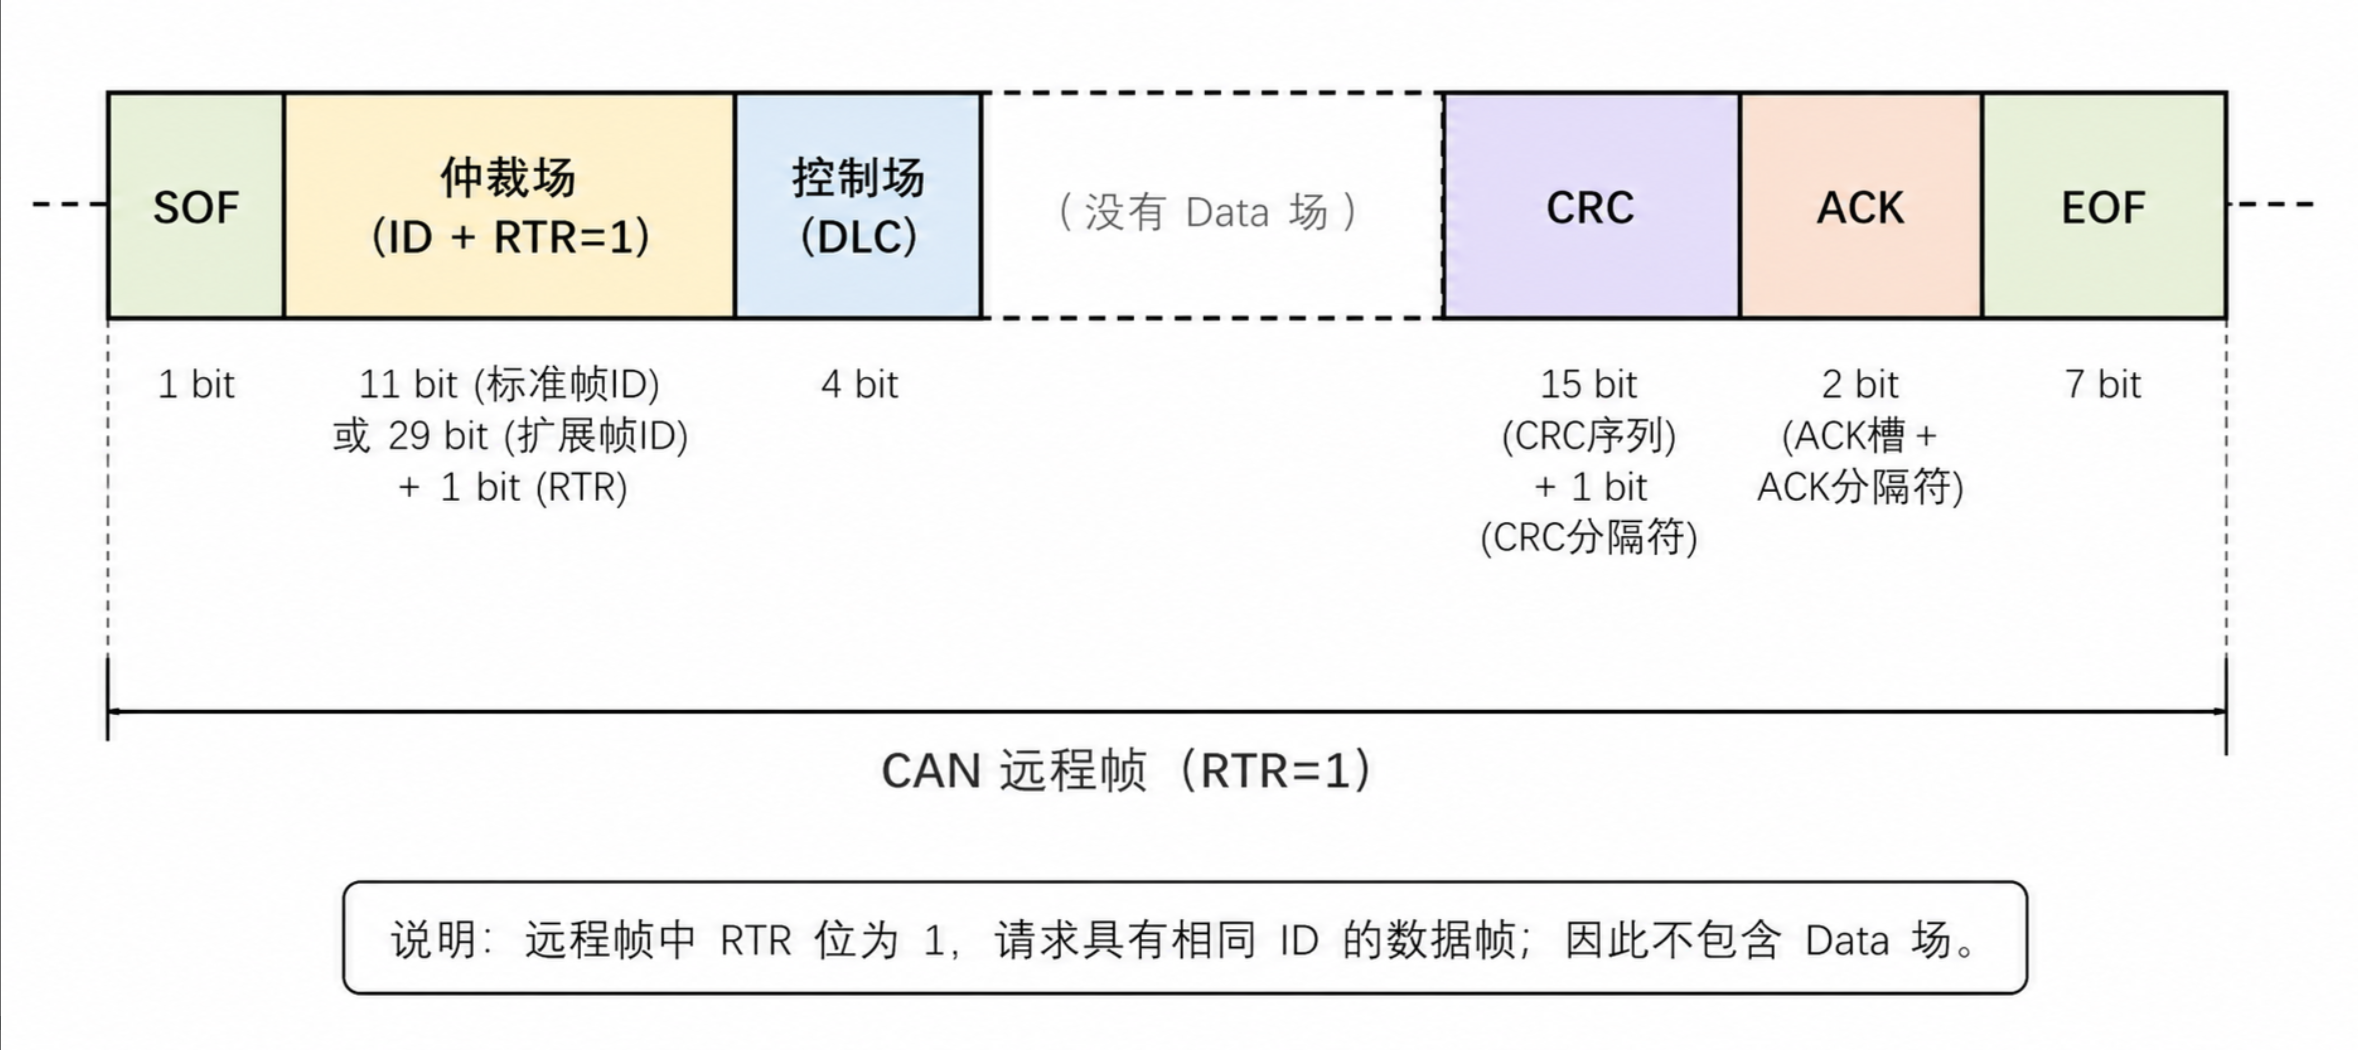 SOF
仲裁场
(ID + RTR=1)
控制场
(DLC)
(没有 Data 场)
CRC
ACK
EOF
1 bit
11 bit (标准帧ID)
或 29 bit (扩展帧ID)
+ 1 bit (RTR)
4 bit
15 bit
(CRC序列)
+ 1 bit
(CRC分隔符)
2 bit
(ACK槽 +
ACK分隔符)
7 bit
CAN 远程帧（RTR=1）
说明：远程帧中 RTR 位为 1，请求具有相同 ID 的数据帧；因此不包含 Data 场。